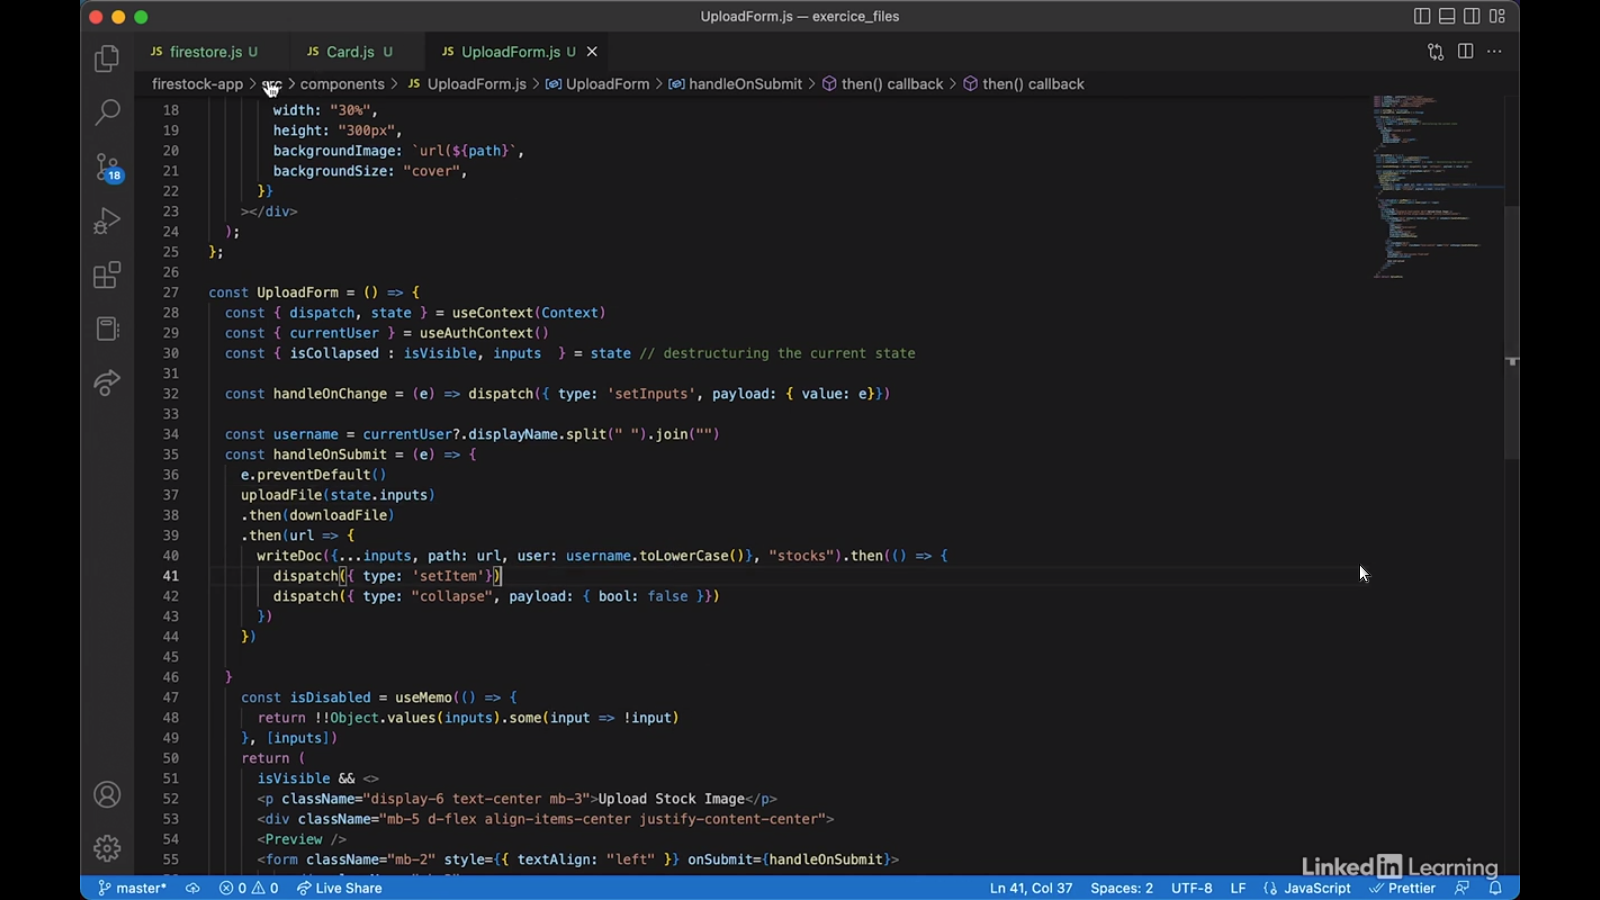 UploadForm.js — exercice_files
JS firestore.js U
JS Card.js U
JS UploadForm.js U
firestock-app > src > components > JS UploadForm.js > UploadForm > handleOnSubmit > then() callback > then() callback
18 width: "30%",
19 height: "300px",
20 backgroundImage: `url(${path}`,
21 backgroundSize: "cover",
22 }}
23 ></div>
24 );
25 };
26
27 const UploadForm = () => {
28 const { dispatch, state } = useContext(Context)
29 const { currentUser } = useAuthContext()
30 const { isCollapsed : isVisible, inputs  } = state // destructuring the current state
31
32 const handleOnChange = (e) => dispatch({ type: 'setInputs', payload: { value: e}})
33
34 const username = currentUser?.displayName.split(" ").join("")
35 const handleOnSubmit = (e) => {
36 e.preventDefault()
37 uploadFile(state.inputs)
38 .then(downloadFile)
39 .then(url => {
40 writeDoc({...inputs, path: url, user: username.toLowerCase()}, "stocks").then(() => {
41 dispatch({ type: 'setItem'})
42 dispatch({ type: "collapse", payload: { bool: false }})
43 })
44 })
45
46 }
47 const isDisabled = useMemo(() => {
48 return !!Object.values(inputs).some(input => !input)
49 }, [inputs])
50 return (
51 isVisible && <>
52 <p className="display-6 text-center mb-3">Upload Stock Image</p>
53 <div className="mb-5 d-flex align-items-center justify-content-center">
54 <Preview />
55 <form className="mb-2" style={{ textAlign: "left" }} onSubmit={handleOnSubmit}>
18
LinkedIn Learning
master* 0 0 Live Share Ln 41, Col 37 Spaces: 2 UTF-8 LF JavaScript Prettier